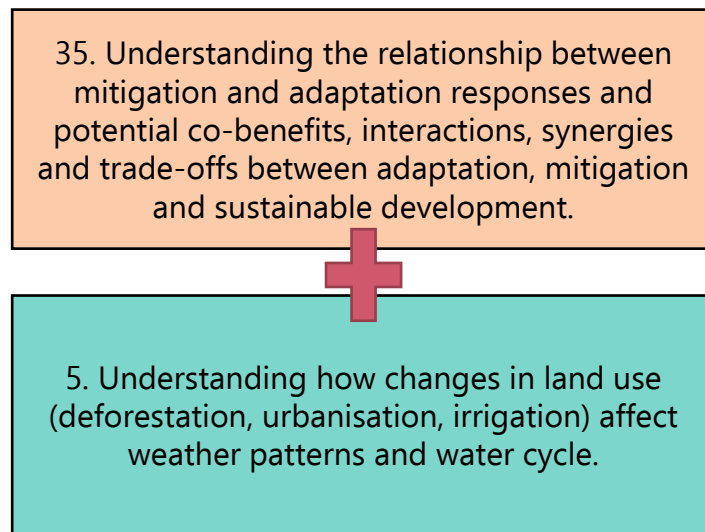 35. Understanding the relationship between
mitigation and adaptation responses and
potential co-benefits, interactions, synergies
and trade-offs between adaptation, mitigation
and sustainable development.
5. Understanding how changes in land use
(deforestation, urbanisation, irrigation) affect
weather patterns and water cycle.